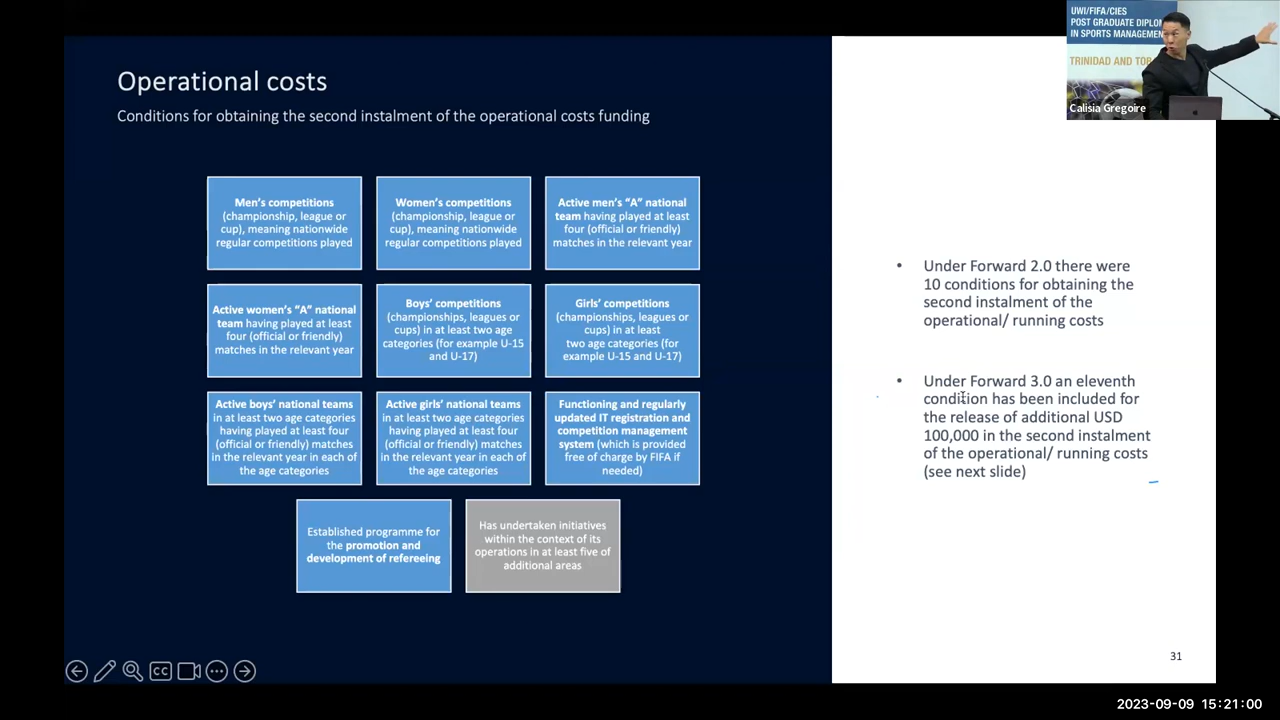 Operational costs
Conditions for obtaining the second instalment of the operational costs funding
Men's competitions
(championship, league or
cup), meaning nationwide
regular competitions played
Women's competitions
(championship, league or
cup), meaning nationwide
regular competitions played
Active men's "A" national
team having played at least
four (official or friendly)
matches in the relevant year
Active women's "A" national
team having played at least
four (official or friendly)
matches in the relevant year
Boys' competitions
(championships, leagues or
cups) in at least two age
categories (for example U-15
and U-17)
Girls' competitions
(championships, leagues or
cups) in at least
two age categories (for
example U-15 and U-17)
Active boys' national teams
in at least two age categories
having played at least four
(official or friendly) matches
in the relevant year in each of
the age categories
Active girls' national teams
in at least two age categories
having played at least four
(official or friendly) matches
in the relevant year in each of
the age categories
Functioning and regularly
updated IT registration and
competition management
system (which is provided
free of charge by FIFA if
needed)
Established programme for
the promotion and
development of refereeing
Has undertaken initiatives
within the context of its
operations in at least five of
additional areas
• Under Forward 2.0 there were
10 conditions for obtaining the
second instalment of the
operational/ running costs
• Under Forward 3.0 an eleventh
condition has been included for
the release of additional USD
100,000 in the second instalment
of the operational/ running costs
(see next slide)
31
UWI/FIFA/CIES
POST GRADUATE
IN SPORTS MANAGEMEN
TRINIDAD AND
Calisia Gregoire
CC
2023-09-09 15:21:00